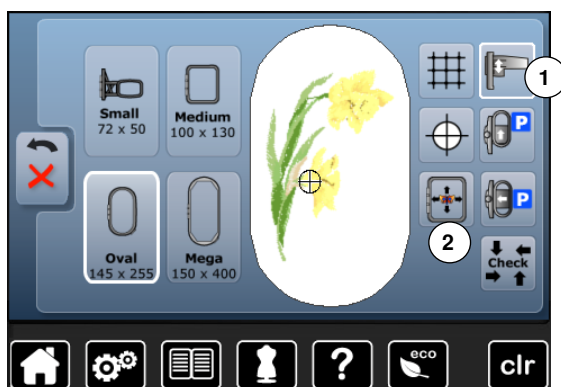 Small
72 x 50
Medium
100 x 130
Oval
145 x 255
Mega
150 x 400
1
P
P
2
Check
?
eco
clr